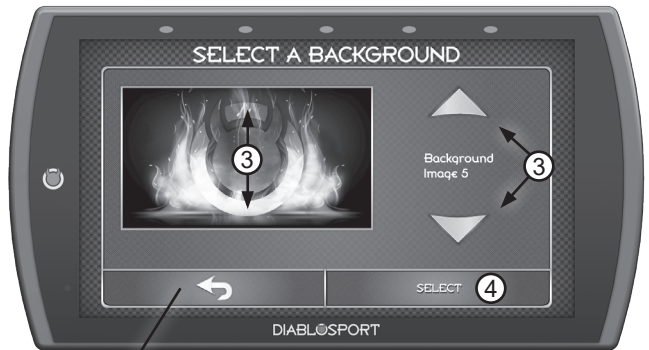 SELECT A BACKGROUND
3
Background
Image 5
3
SELECT 4
DIABLOSPORT